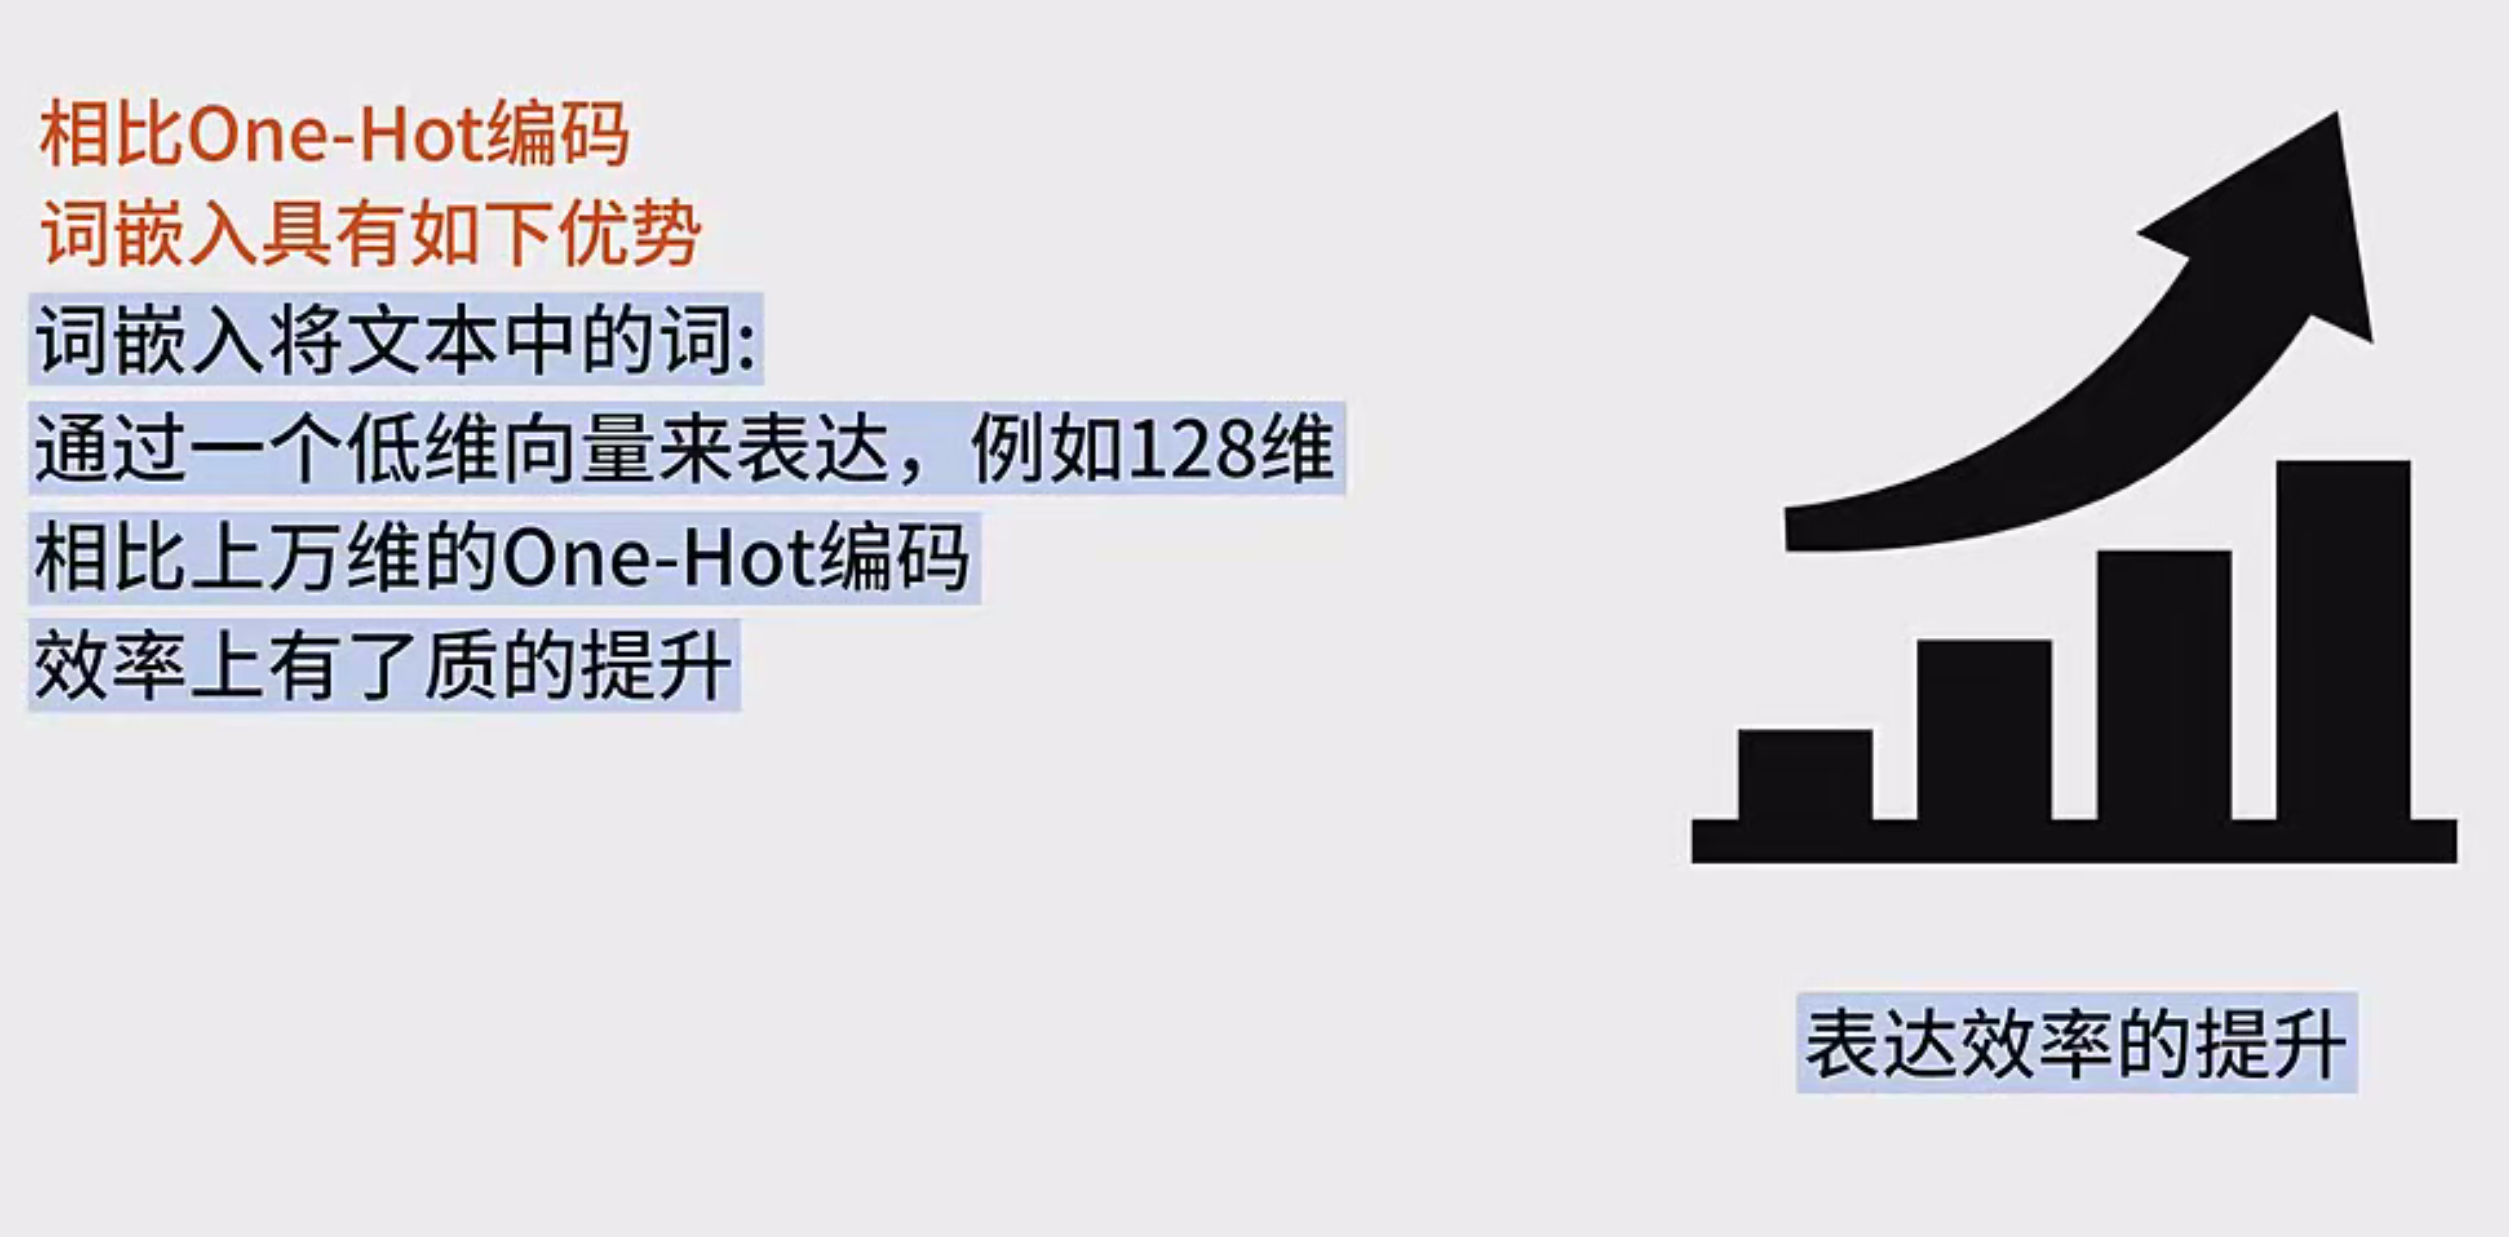 相比One-Hot编码
词嵌入具有如下优势
词嵌入将文本中的词:
通过一个低维向量来表达，例如128维
相比上万维的One-Hot编码
效率上有了质的提升
表达效率的提升